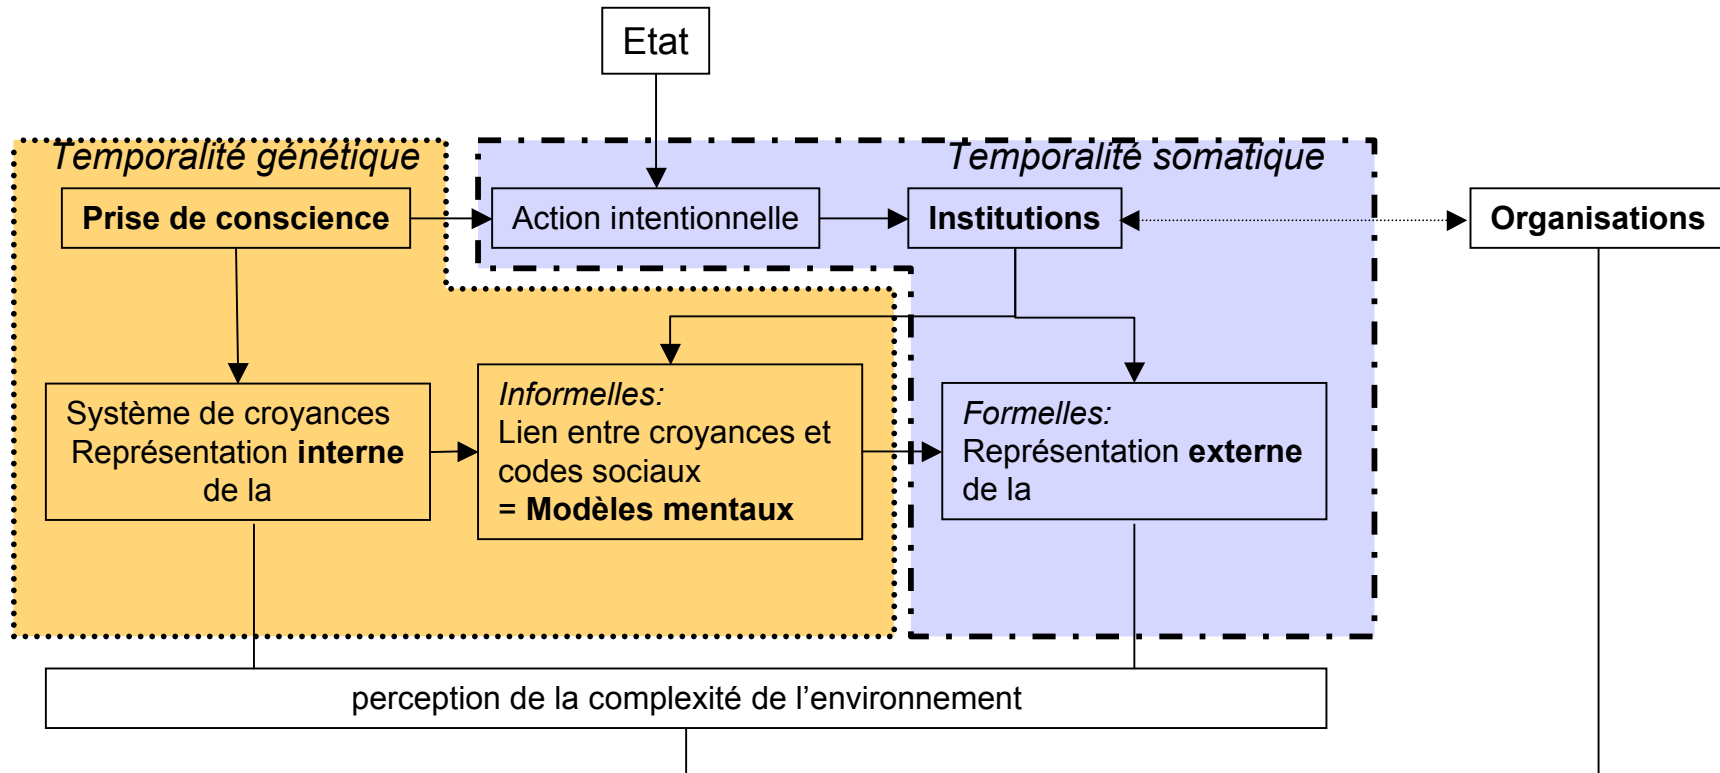 Etat
Temporalité génétique
Temporalité somatique
Prise de conscience
Action intentionnelle
Institutions
Organisations
Système de croyances
Représentation interne
de la
Informelles:
Lien entre croyances et
codes sociaux
= Modèles mentaux
Formelles:
Représentation externe
de la
perception de la complexité de l’environnement